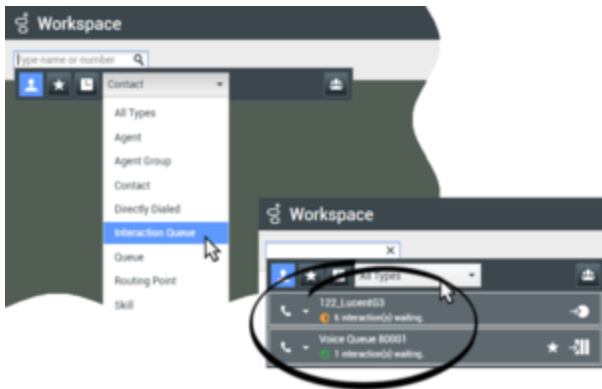 Workspace
Type name or number
Contact
All Types
Agent
Agent Group
Contact
Directly Dialed
Interaction Queue
Queue
Routing Point
Skill
Workspace
All Types
122_LucentG3
6 interaction(s) waiting.
Voice Queue 80001
1 interaction(s) waiting.